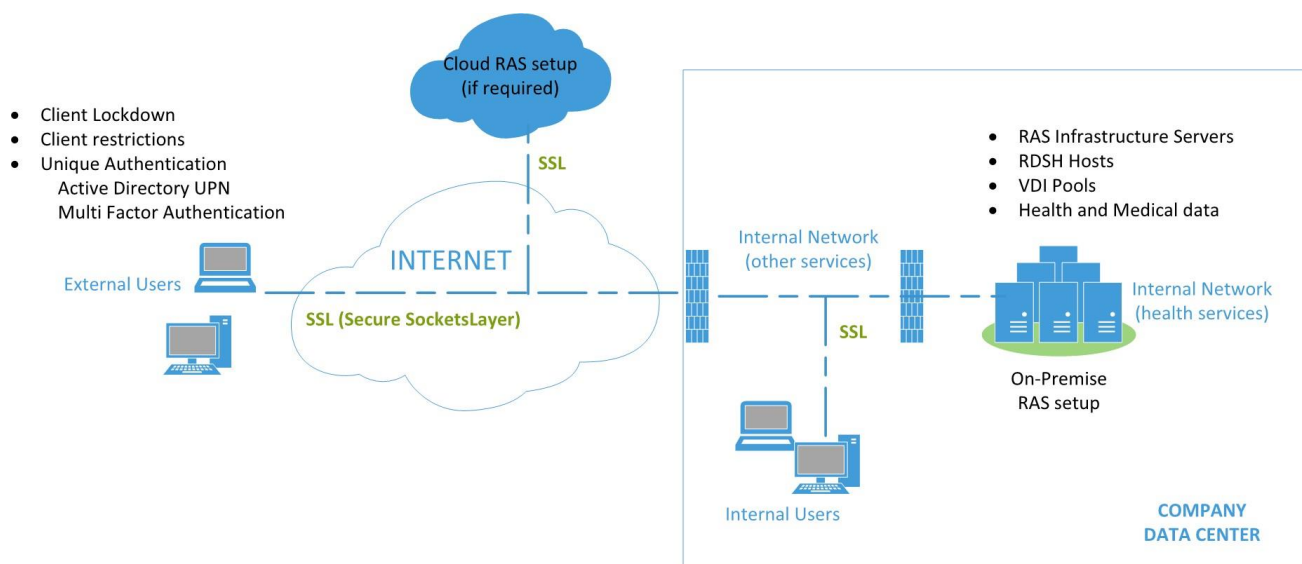 Cloud RAS setup
(if required)
• Client Lockdown
• Client restrictions
• Unique Authentication
Active Directory UPN
Multi Factor Authentication
SSL
• RAS Infrastructure Servers
• RDSH Hosts
• VDI Pools
• Health and Medical data
External Users
INTERNET
SSL (Secure SocketsLayer)
Internal Network
(other services)
SSL
Internal Network
(health services)
On-Premise
RAS setup
Internal Users
COMPANY
DATA CENTER